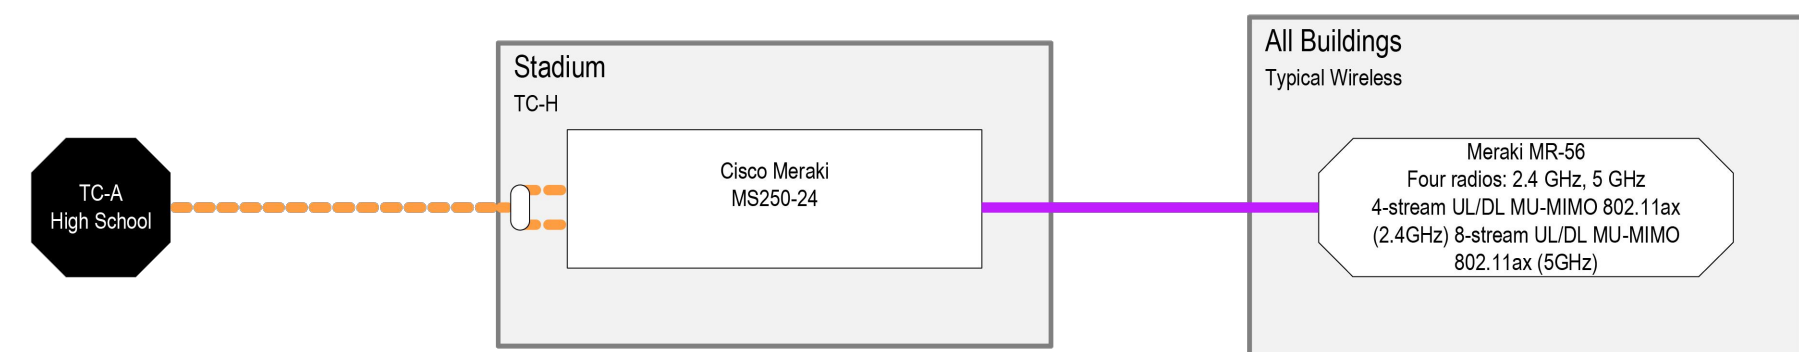 TC-A
High School
Stadium
TC-H
Cisco Meraki
MS250-24
All Buildings
Typical Wireless
Meraki MR-56
Four radios: 2.4 GHz, 5 GHz
4-stream UL/DL MU-MIMO 802.11ax
(2.4GHz) 8-stream UL/DL MU-MIMO
802.11ax (5GHz)